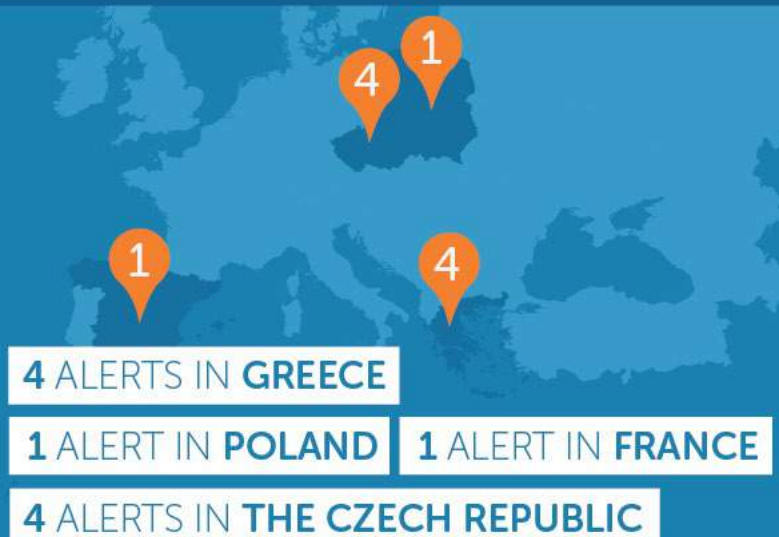 1
4
1
4
4 ALERTS IN GREECE
1 ALERT IN POLAND
1 ALERT IN FRANCE
4 ALERTS IN THE CZECH REPUBLIC